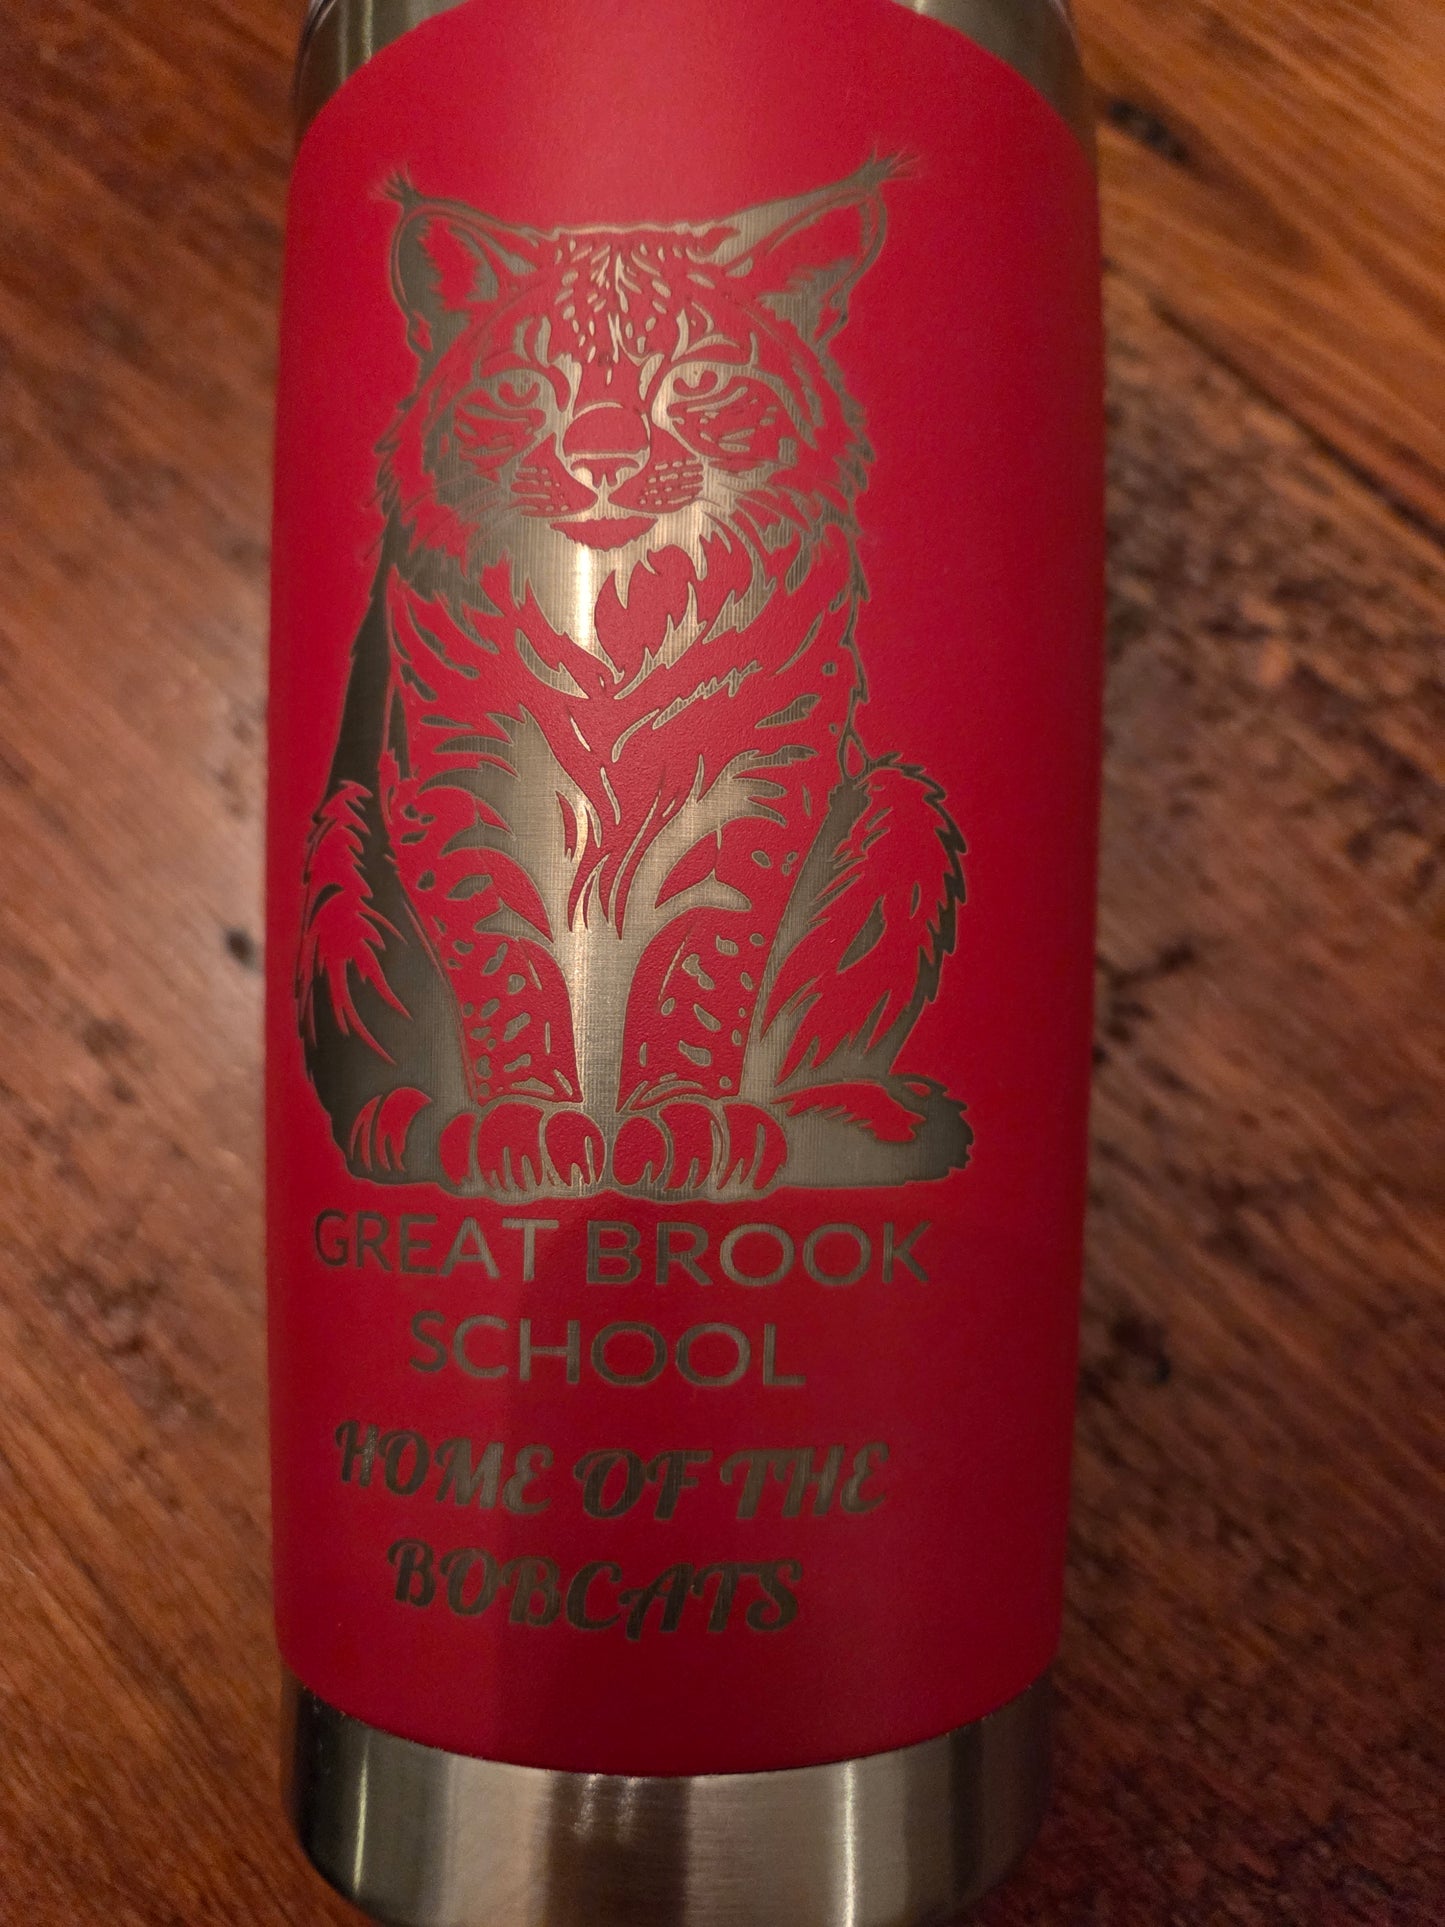 GREAT BROOK
SCHOOL
HOME OF THE
BOBCATS